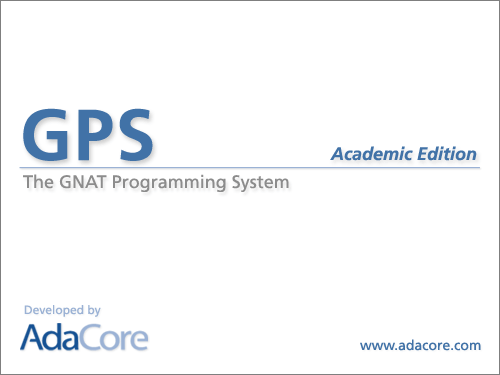 GPS
Academic Edition
The GNAT Programming System
Developed by
AdaCore
www.adacore.com